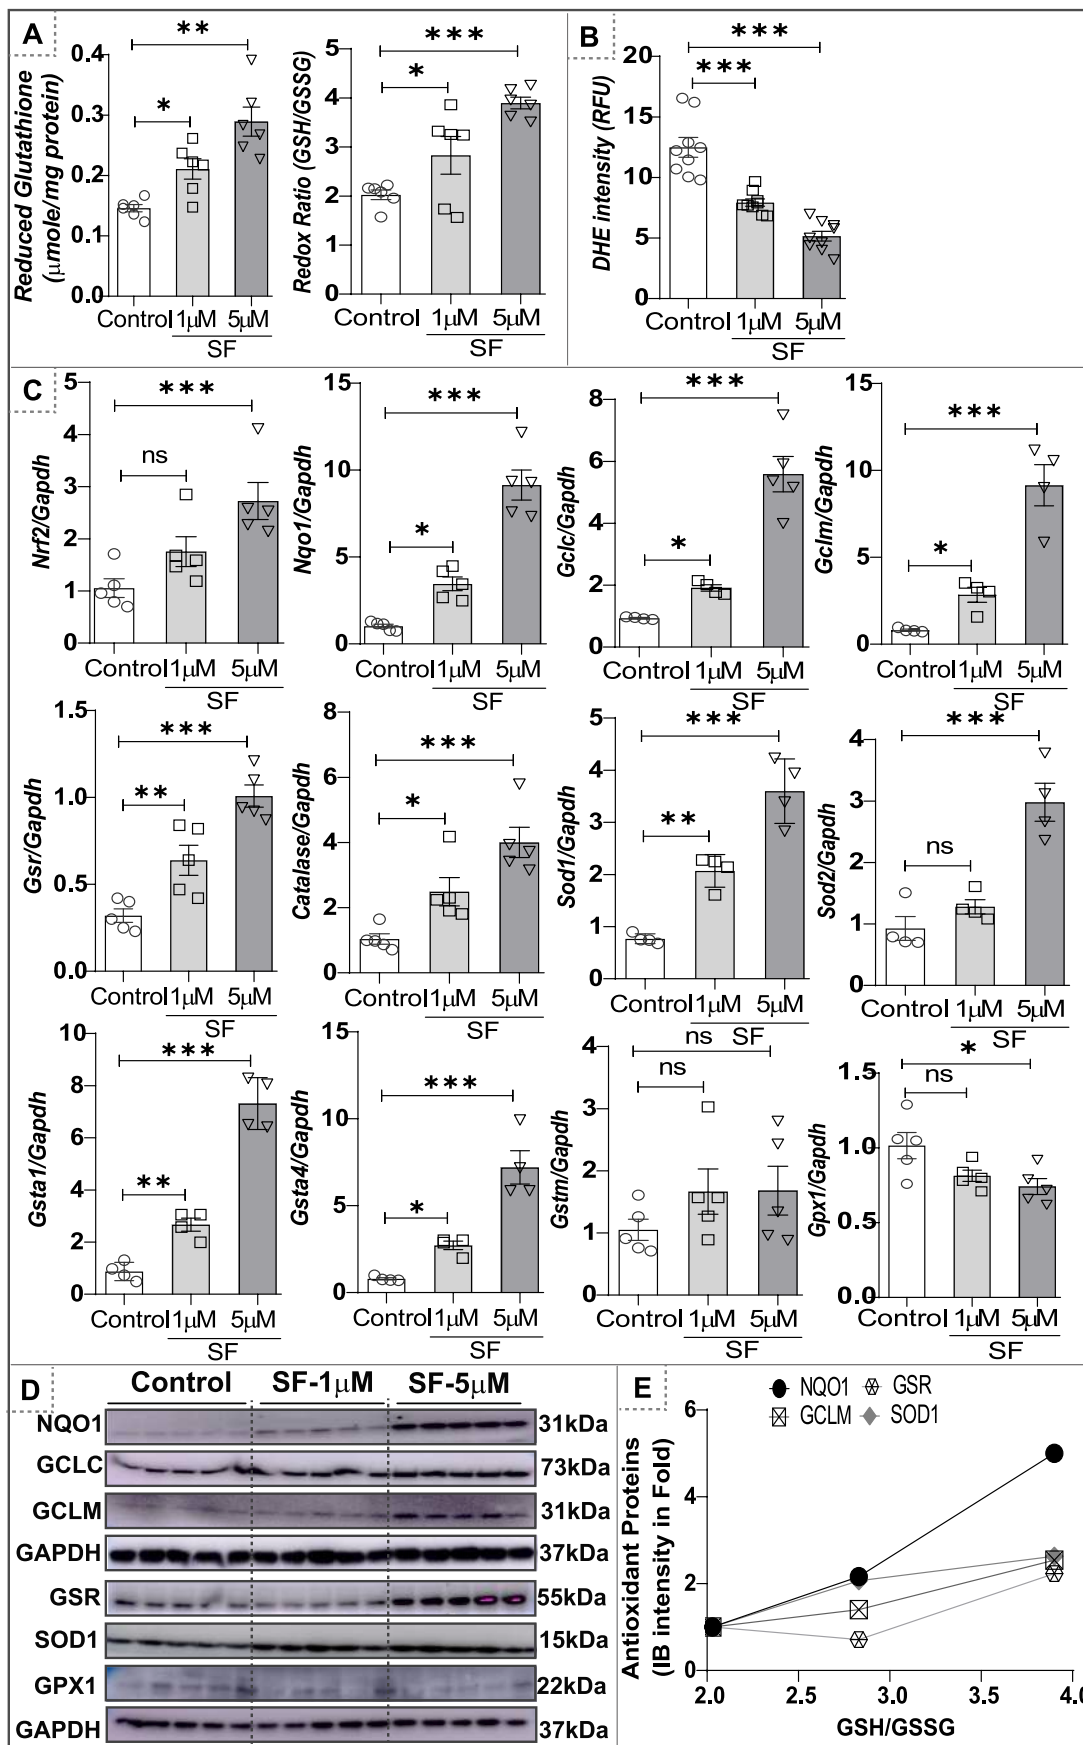 A
Reduced Glutathione
(μmole/mg protein)
0.4
0.3
0.2
0.1
0.0
**
*
Control 1μM 5μM
SF
Redox Ratio (GSH/GSSG)
5
4
3
2
1
0
***
*
Control 1μM 5μM
SF
B
DHE intensity (RFU)
20
15
10
5
0
***
***
Control 1μM 5μM
SF
C
Nrf2/Gapdh
5
4
3
2
1
0
***
ns
Control 1μM 5μM
SF
Nqo1/Gapdh
15
10
5
0
***
*
Control 1μM 5μM
SF
Gclc/Gapdh
8
6
4
2
0
***
*
Control 1μM 5μM
SF
Gclm/Gapdh
15
10
5
0
***
*
Control 1μM 5μM
SF
Gsr/Gapdh
1.5
1.0
0.5
0.0
***
**
Control 1μM 5μM
SF
Catalase/Gapdh
8
6
4
2
0
***
*
Control 1μM 5μM
SF
Sod1/Gapdh
5
4
3
2
1
0
***
**
Control 1μM 5μM
SF
Sod2/Gapdh
4
3
2
1
0
***
ns
Control 1μM 5μM
SF
Gsta1/Gapdh
10
8
6
4
2
0
***
**
Control 1μM 5μM
SF
Gsta4/Gapdh
15
10
5
0
***
*
Control 1μM 5μM
SF
Gstm/Gapdh
4
3
2
1
0
ns
ns
Control 1μM 5μM
SF
Gpx1/Gapdh
1.5
1.0
0.5
0.0
*
ns
Control 1μM 5μM
SF
D
Control SF-1μM SF-5μM
NQO1 31kDa
GCLC 73kDa
GCLM 31kDa
GAPDH 37kDa
GSR 55kDa
SOD1 15kDa
GPX1 22kDa
GAPDH 37kDa
E
NQO1 GSR
GCLM SOD1
Antioxidant Proteins
(IB intensity in Fold)
6
4
2
0
2.0 2.5 3.0 3.5 4.0
GSH/GSSG